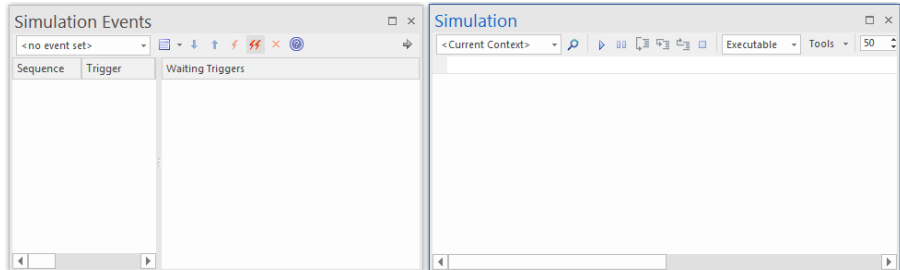 Simulation Events
<no event set>
Sequence Trigger Waiting Triggers
Simulation
<Current Context> Executable Tools 50